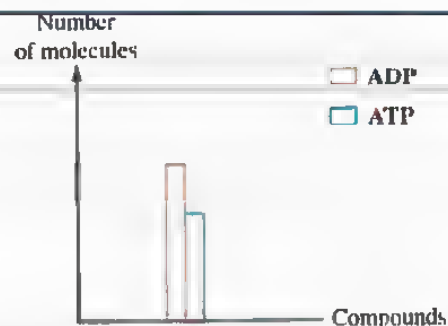 Number
of molecules
ADP
ATP
Compounds